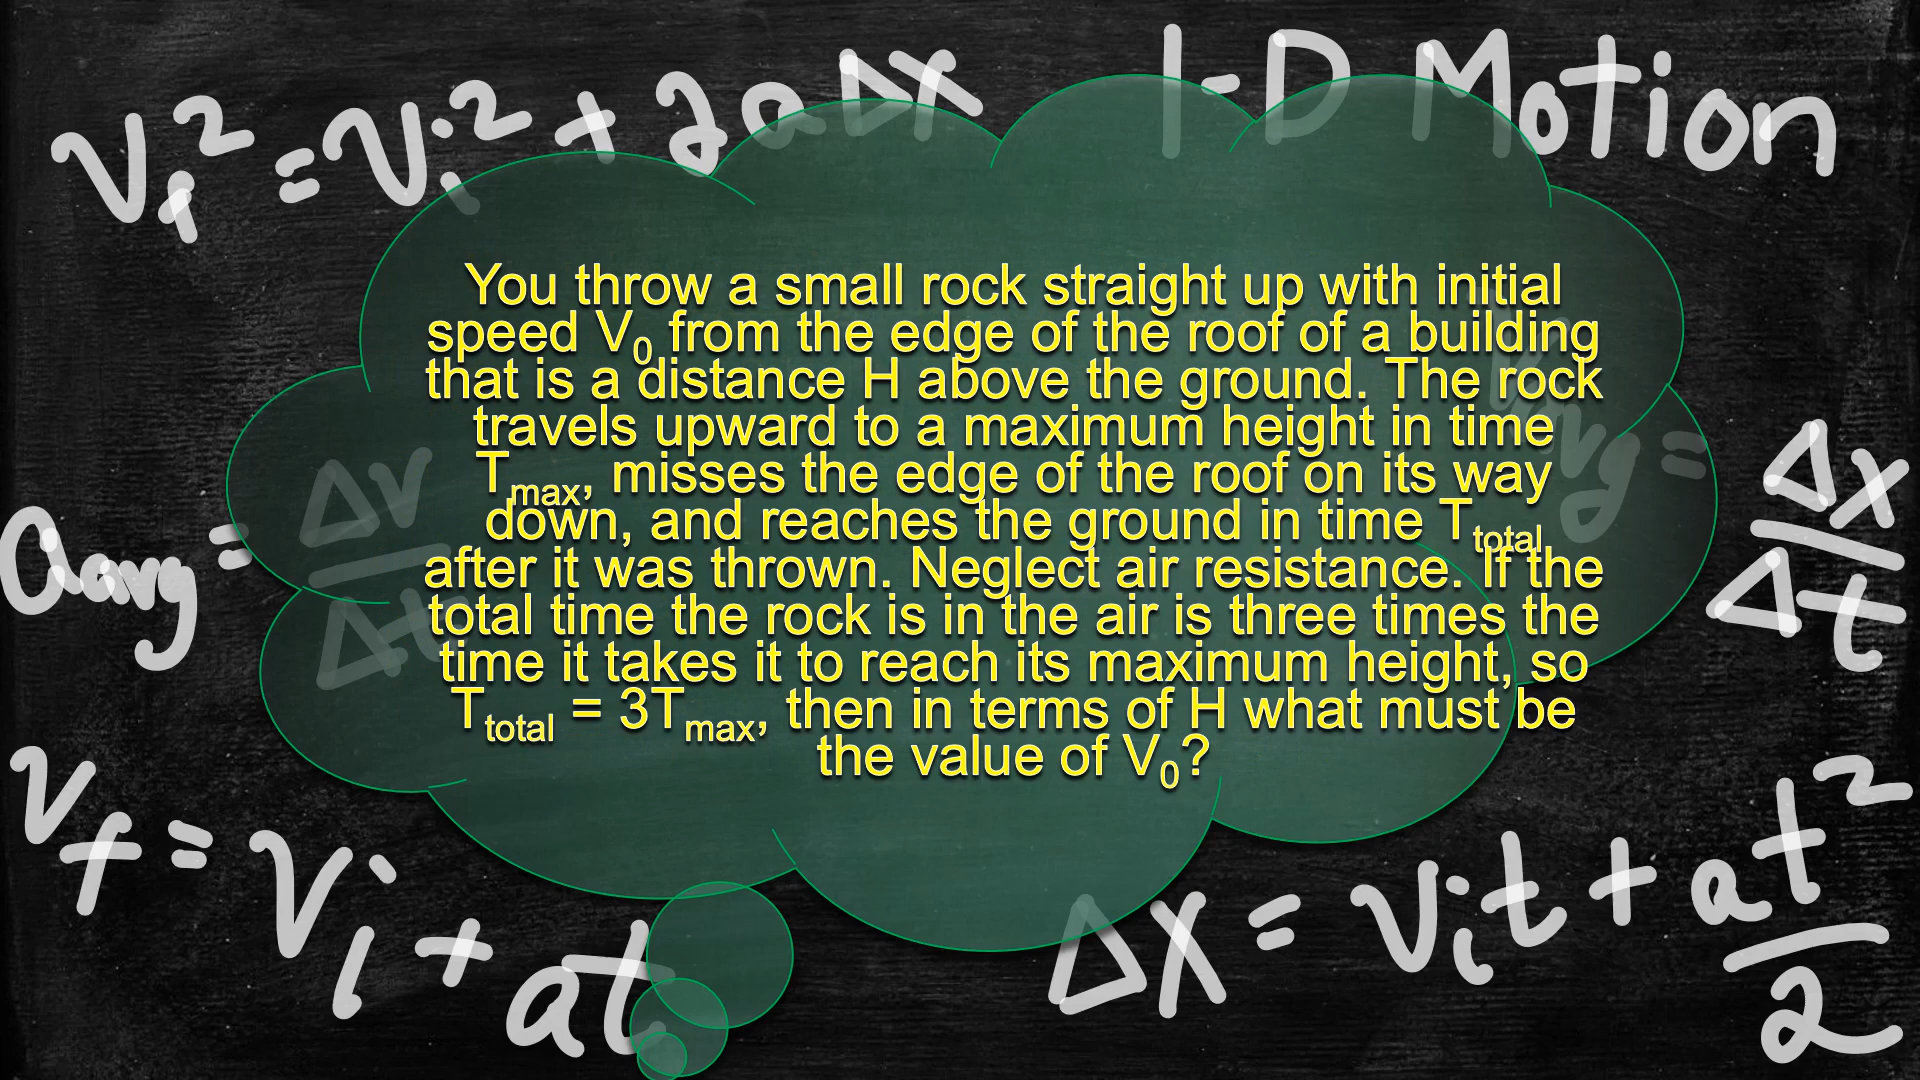 Vi² = Vi² + 2aΔx
1-D Motion
You throw a small rock straight up with initial
speed V₀ from the edge of the roof of a building
that is a distance H above the ground. The rock
travels upward to a maximum height in time
Tmax, misses the edge of the roof on its way
down, and reaches the ground in time Ttotal
after it was thrown. Neglect air resistance. If the
total time the rock is in the air is three times the
time it takes it to reach its maximum height, so
Ttotal = 3Tmax, then in terms of H what must be
the value of V₀?
aavg = Δv/Δt
Vavg = Δx/Δt
Vf = Vi + at
Δx = Vit + at²/2